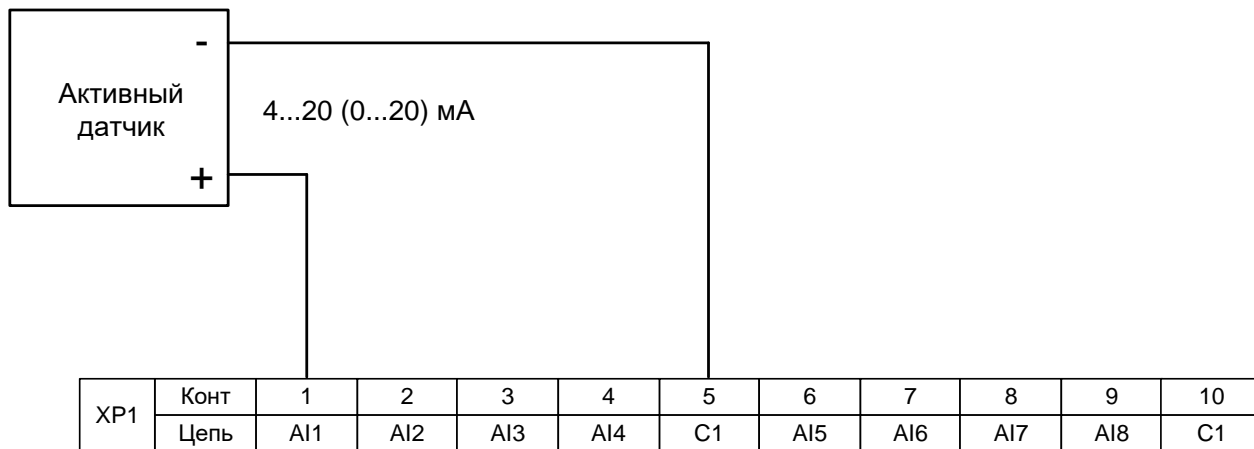 -
Активный
датчик
4...20 (0...20) мА
+
XP1 Конт 1 2 3 4 5 6 7 8 9 10
Цепь AI1 AI2 AI3 AI4 C1 AI5 AI6 AI7 AI8 C1